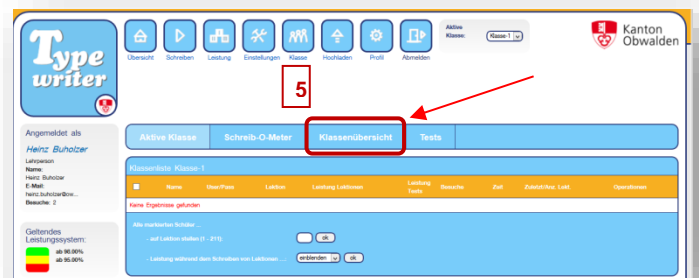 Type
writer
Übersicht Schreiben Leistung Einstellungen Klasse Hochladen Profil Abmelden
Aktive
Klasse: Klasse-1
Kanton
Obwalden
5
Angemeldet als
Heinz Buholzer
Lehrperson
Name:
Heinz Buholzer
E-Mail:
heinz.buholzer@ow...
Besuche: 2
Aktive Klasse Schreib-O-Meter Klassenübersicht Tests
Klassenliste Klasse-1
Name User/Pass Lektion Leistung Lektionen Leistung Tests Besuche Zeit Zuletzt/Anz. Lekt. Operationen
Keine Ergebnisse gefunden
Alle markierten Schüler...
- auf Lektion stellen (1 - 211): ok
- Leistung während dem Schreiben von Lektionen ...: einblenden ok
Geltendes
Leistungssystem:
ab 90.00%
ab 95.00%